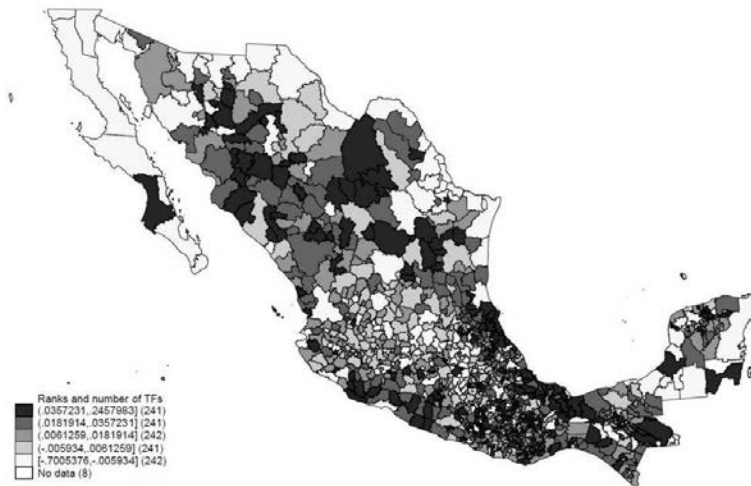 Ranks and number of TFs
(.0357231,.2457983] (241)
(.0181914,.0357231] (241)
(.0061259,.0181914] (242)
(-.005934,.0061259] (241)
[-.7005376,-.005934] (242)
No data (8)